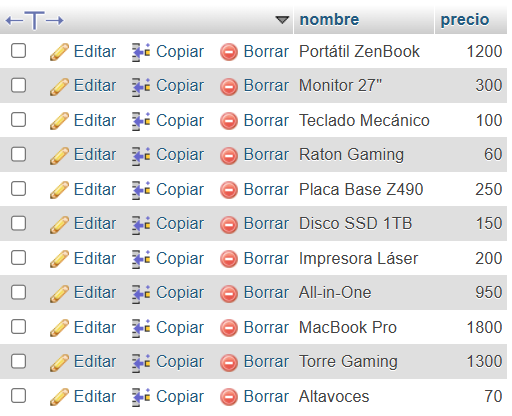 nombre precio
Editar Copiar Borrar Portátil ZenBook 1200
Editar Copiar Borrar Monitor 27" 300
Editar Copiar Borrar Teclado Mecánico 100
Editar Copiar Borrar Raton Gaming 60
Editar Copiar Borrar Placa Base Z490 250
Editar Copiar Borrar Disco SSD 1TB 150
Editar Copiar Borrar Impresora Láser 200
Editar Copiar Borrar All-in-One 950
Editar Copiar Borrar MacBook Pro 1800
Editar Copiar Borrar Torre Gaming 1300
Editar Copiar Borrar Altavoces 70